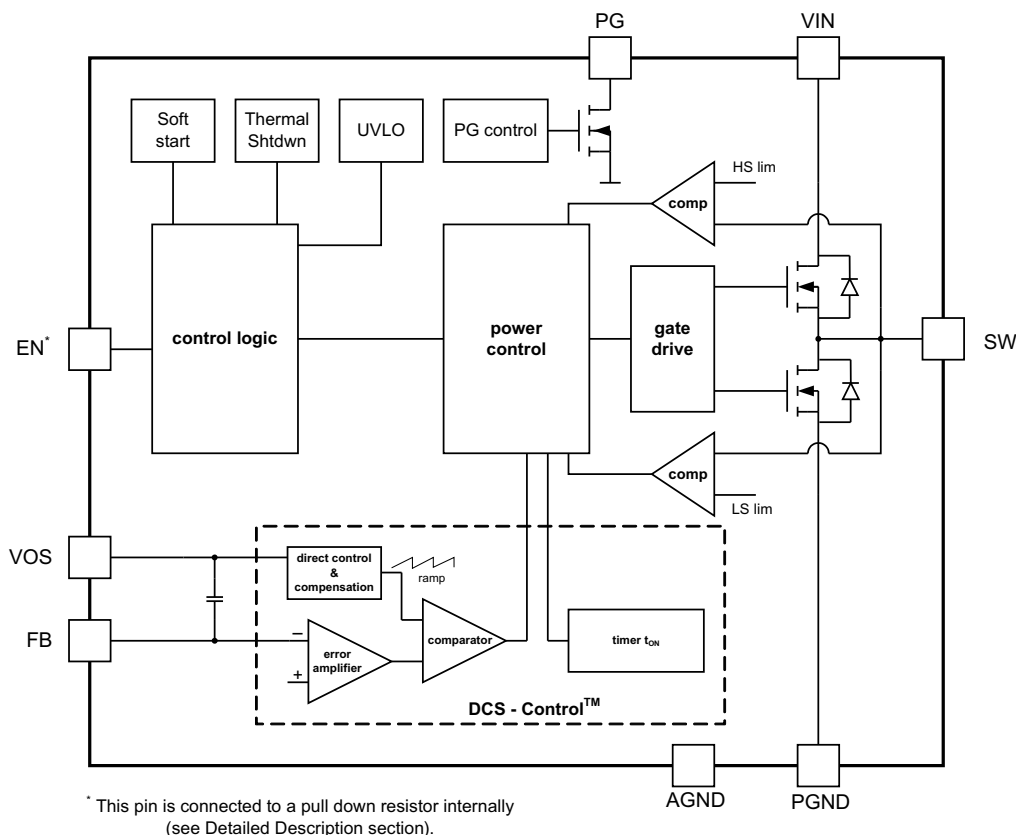 PG
VIN
Soft
start
Thermal
Shtdwn
UVLO
PG control
HS lim
comp
EN*
control logic
power
control
gate
drive
SW
comp
LS lim
VOS
direct control
&
compensation
ramp
FB
−
+
error
amplifier
comparator
timer tON
DCS - Control™
AGND
PGND
* This pin is connected to a pull down resistor internally
(see Detailed Description section).